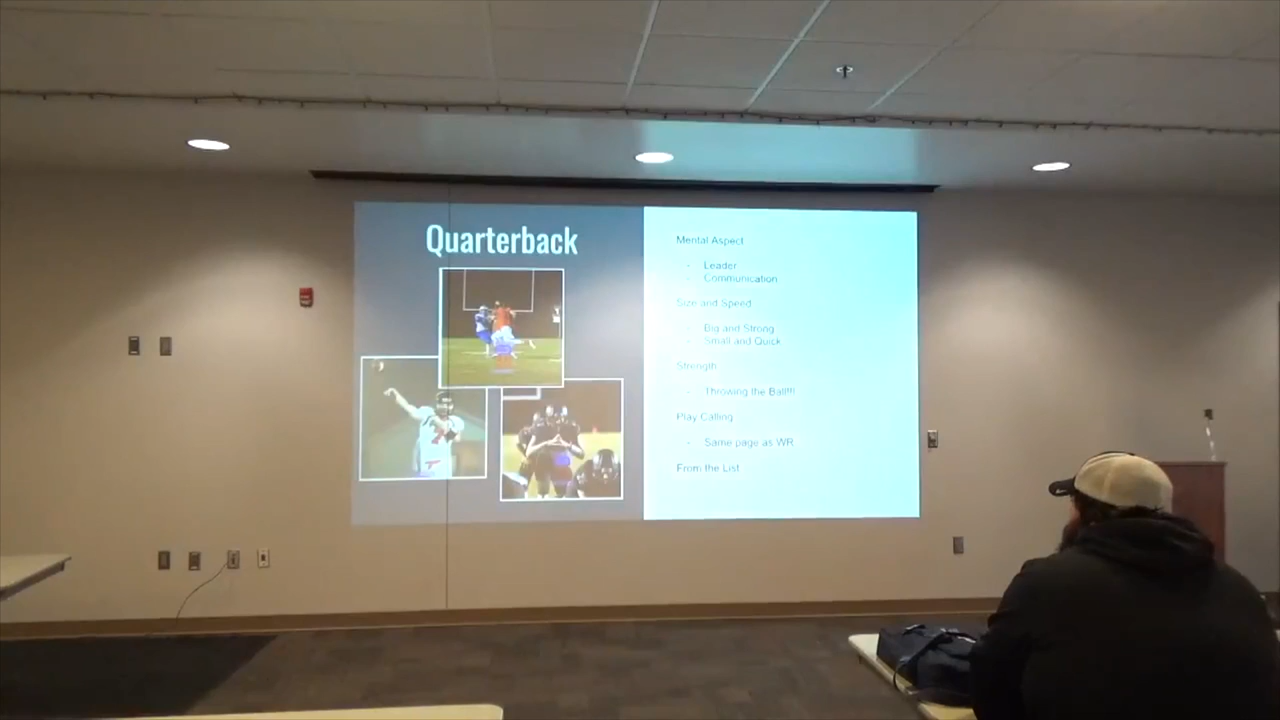 Quarterback
Mental Aspect
- Leader
- Communication
Size and Speed
- Big and Strong
- Small and Quick
Strength
- Throwing the Ball!!!
Play Calling
- Same page as WR
From the List